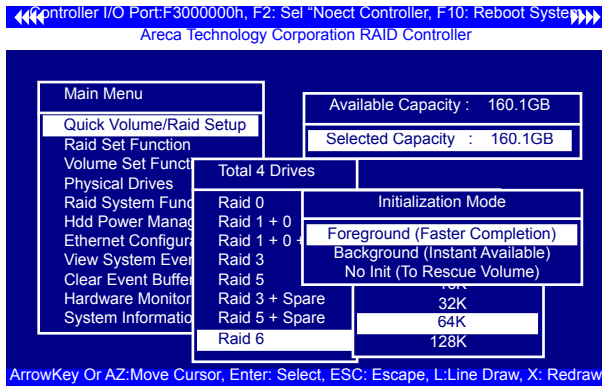 Controller I/O Port:F3000000h, F2: Sel “Noect Controller, F10: Reboot System
Areca Technology Corporation RAID Controller
Main Menu
Quick Volume/Raid Setup
Raid Set Function
Volume Set Functi
Physical Drives
Raid System Func
Hdd Power Manag
Ethernet Configura
View System Even
Clear Event Buffer
Hardware Monitor
System Informatio
Total 4 Drives
Raid 0
Raid 1 + 0
Raid 1 + 0 +
Raid 3
Raid 5
Raid 3 + Spare
Raid 5 + Spare
Raid 6
Available Capacity : 160.1GB
Selected Capacity : 160.1GB
Initialization Mode
Foreground (Faster Completion)
Background (Instant Available)
No Init (To Rescue Volume)
16K
32K
64K
128K
ArrowKey Or AZ:Move Cursor, Enter: Select, ESC: Escape, L:Line Draw, X: Redraw